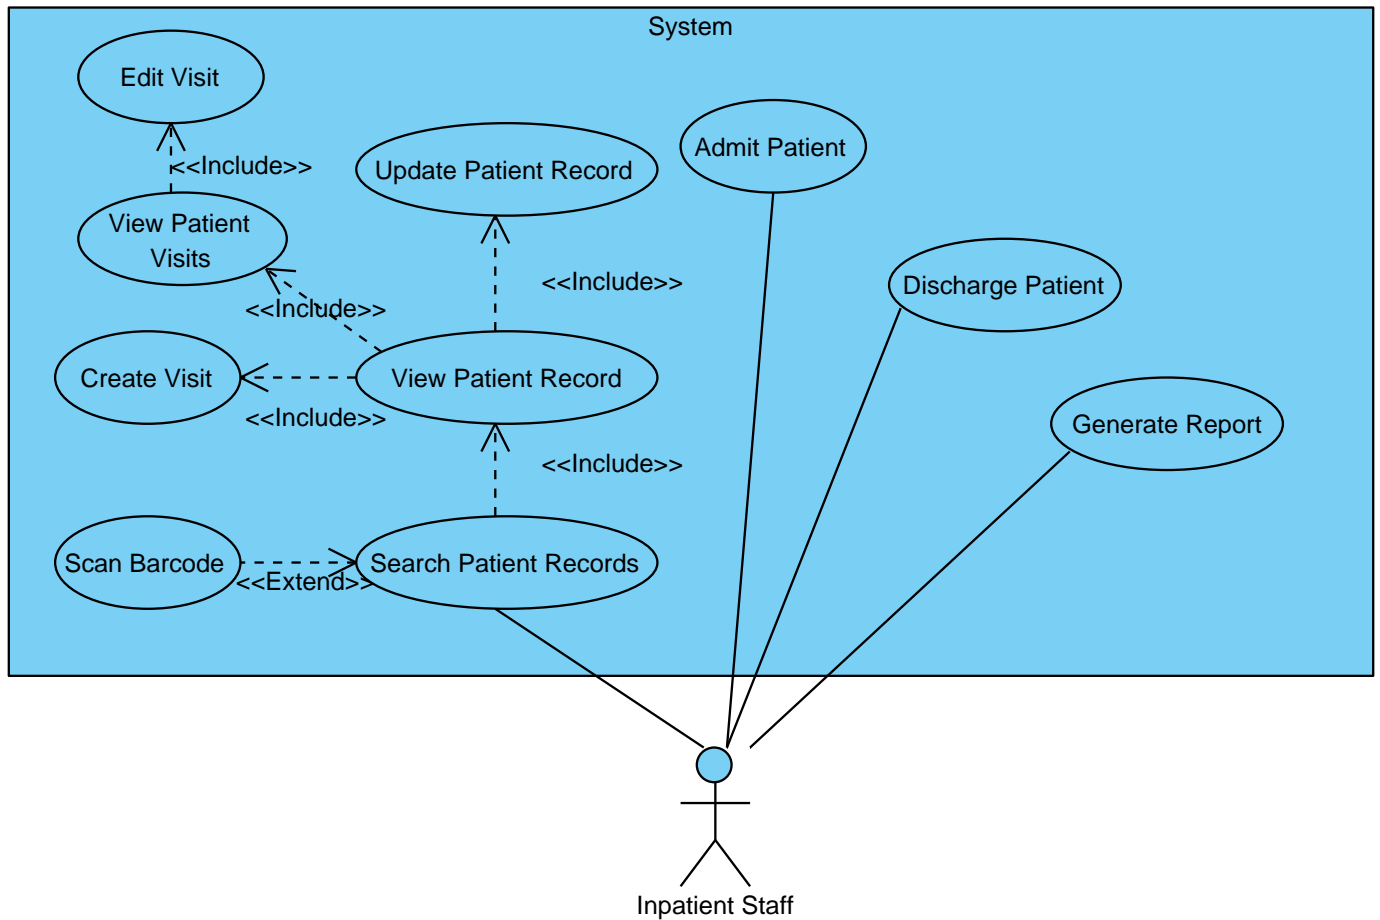 System
Edit Visit
<<Include>>
Update Patient Record
Admit Patient
View Patient
Visits
<<Include>>
<<Include>>
Discharge Patient
Create Visit
View Patient Record
<<Include>>
<<Include>>
Generate Report
Scan Barcode
<<Extend>>
Search Patient Records
Inpatient Staff